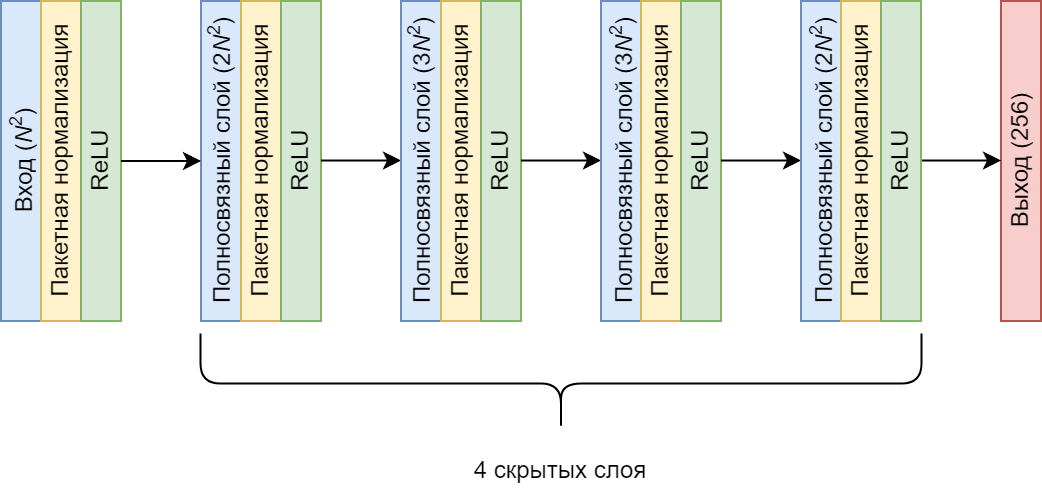 Вход (N²)
Пакетная нормализация
ReLU
Полносвязный слой (2N²)
Пакетная нормализация
ReLU
Полносвязный слой (3N²)
Пакетная нормализация
ReLU
Полносвязный слой (3N²)
Пакетная нормализация
ReLU
Полносвязный слой (2N²)
Пакетная нормализация
ReLU
Выход (256)
4 скрытых слоя